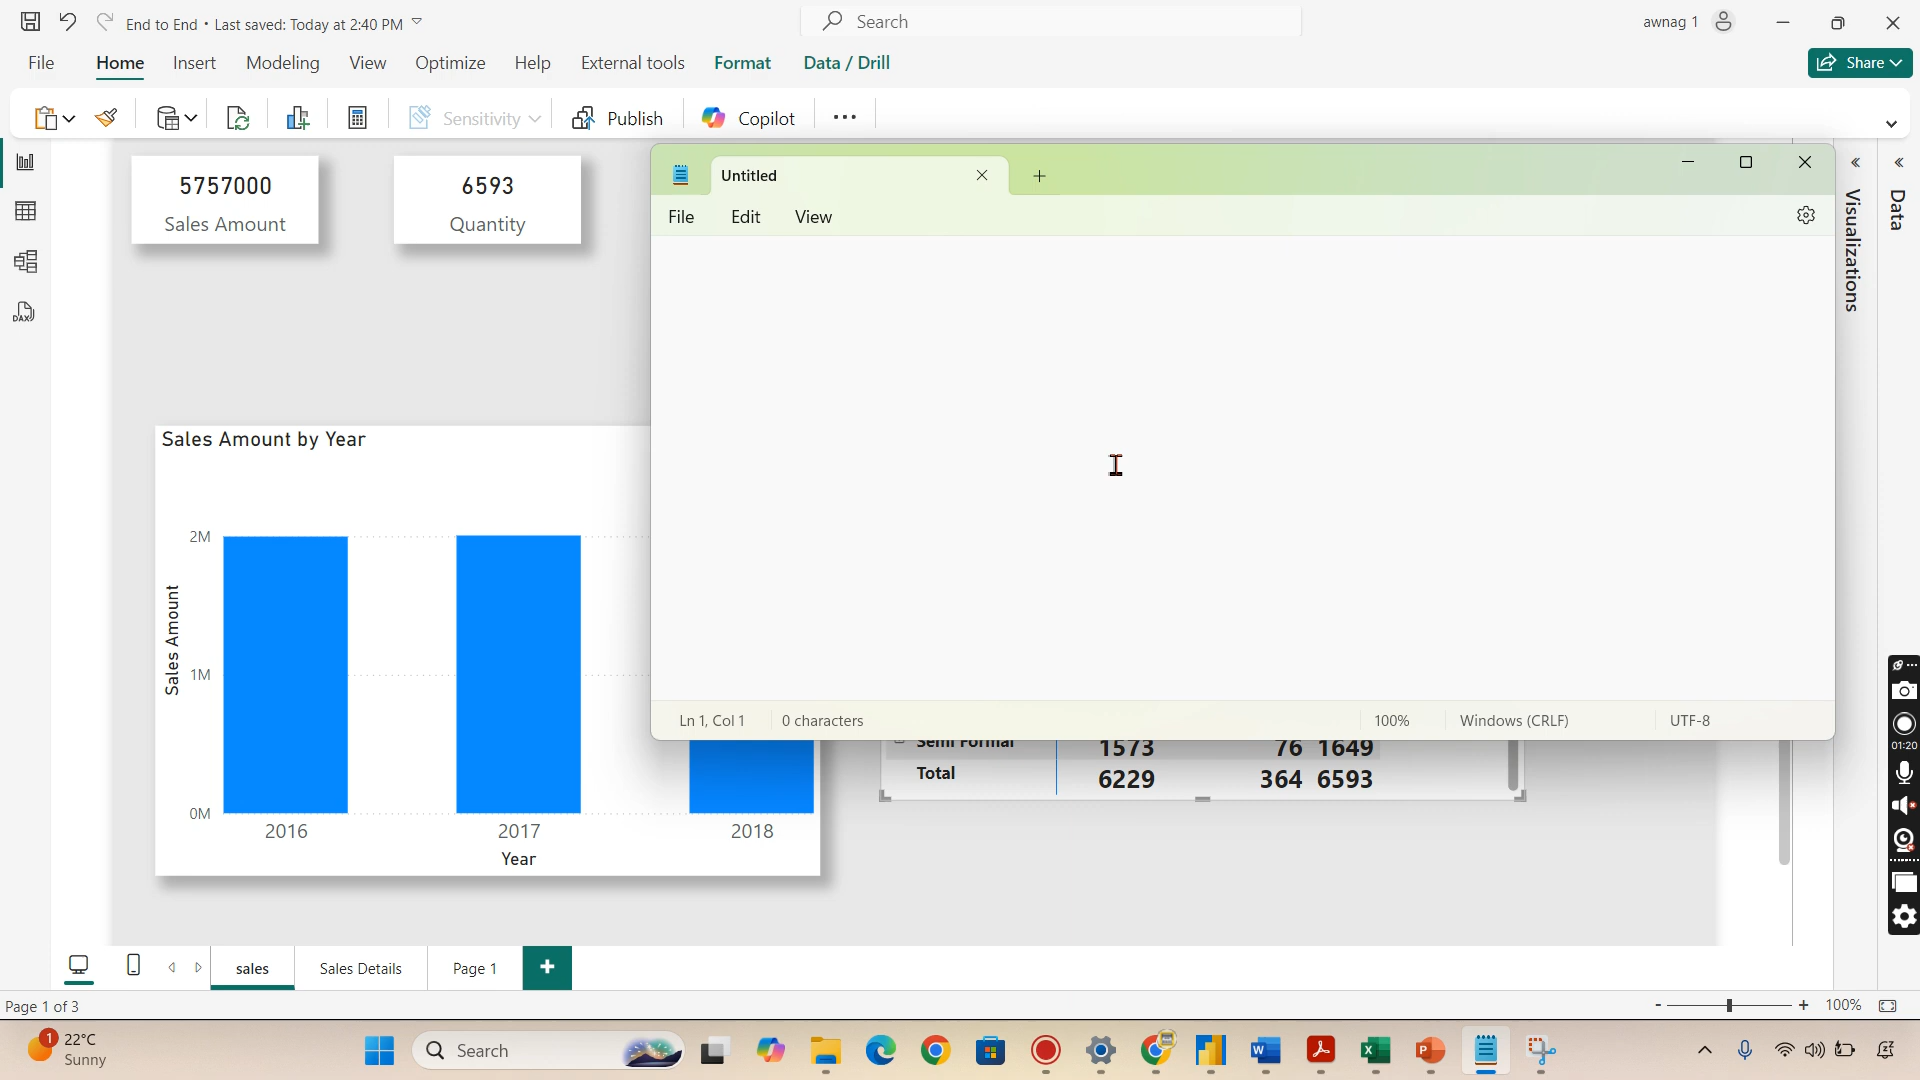 End to End • Last saved: Today at 2:40 PM
Search
awnag 1
File Home Insert Modeling View Optimize Help External tools Format Data / Drill
Share
Sensitivity
Publish
Copilot
5757000
Sales Amount
6593
Quantity
Untitled
File Edit View
Visualizations
Data
DAX
Sales Amount by Year
2M
1M
0M
Sales Amount
2016 2017 2018
Year
Ln 1, Col 1 0 characters 100% Windows (CRLF) UTF-8
Semi Formal 1573 76 1649
Total 6229 364 6593
01:20
sales Sales Details Page 1
Page 1 of 3
- + 100%
1
22°C
Sunny
Search